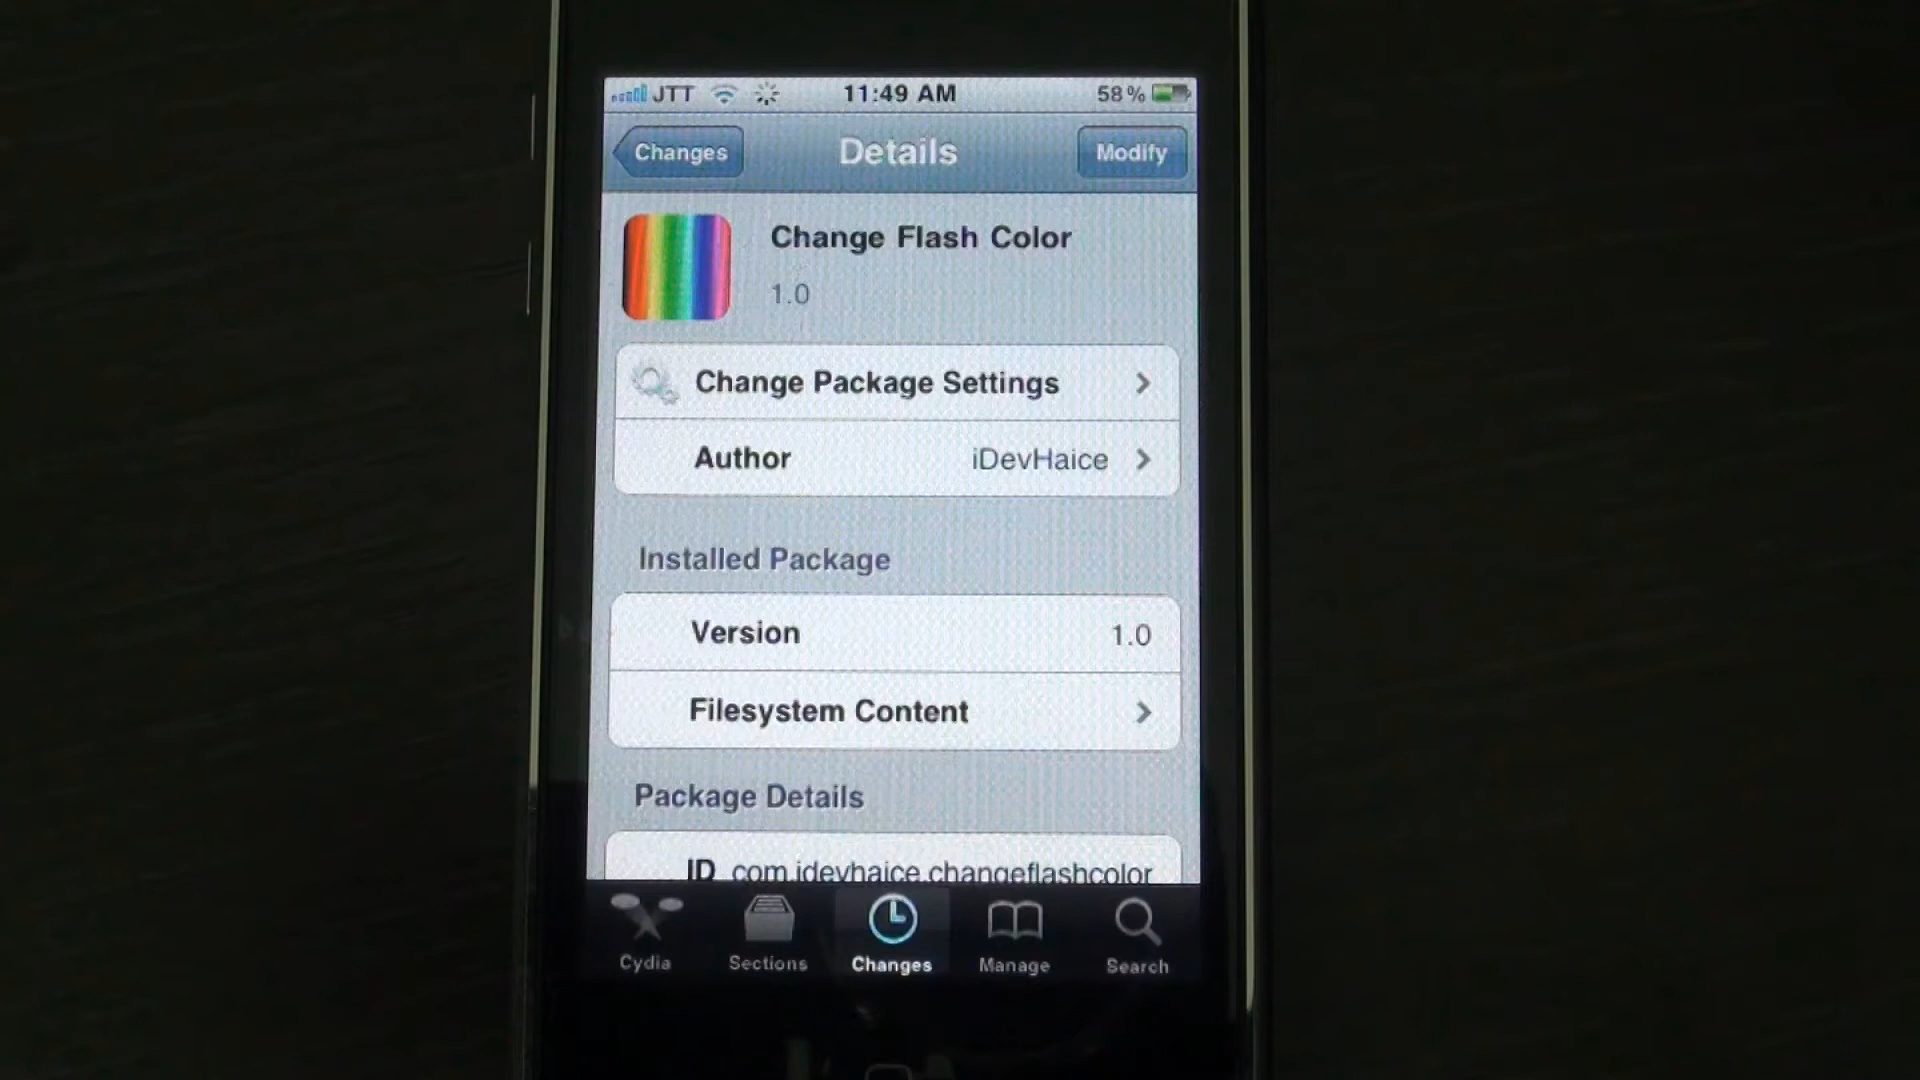 JTT 11:49 AM 58%
Changes Details Modify
Change Flash Color
1.0
Change Package Settings
Author iDevHaice
Installed Package
Version 1.0
Filesystem Content
Package Details
ID com.idevhaice.changeflashcolor
Cydia Sections Changes Manage Search